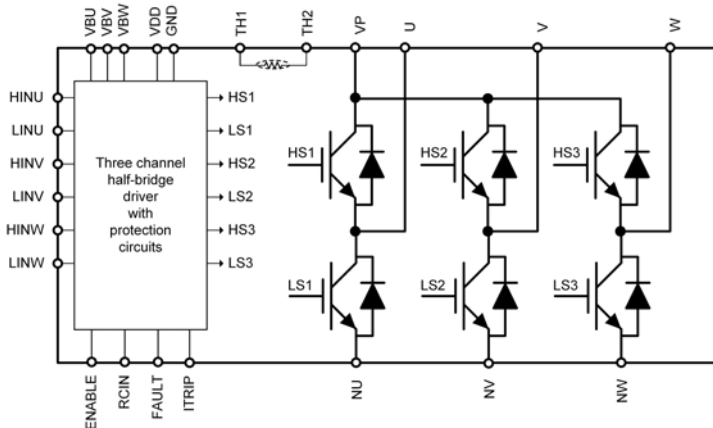 VBU
VBV
VBW
VDD
GND
TH1
TH2
VP
U
V
W
HINU
LINU
HINV
LINV
HINW
LINW
Three channel
half-bridge
driver
with
protection
circuits
HS1
LS1
HS2
LS2
HS3
LS3
HS1
HS2
HS3
LS1
LS2
LS3
ENABLE
RCIN
FAULT
ITRIP
NU
NV
NW